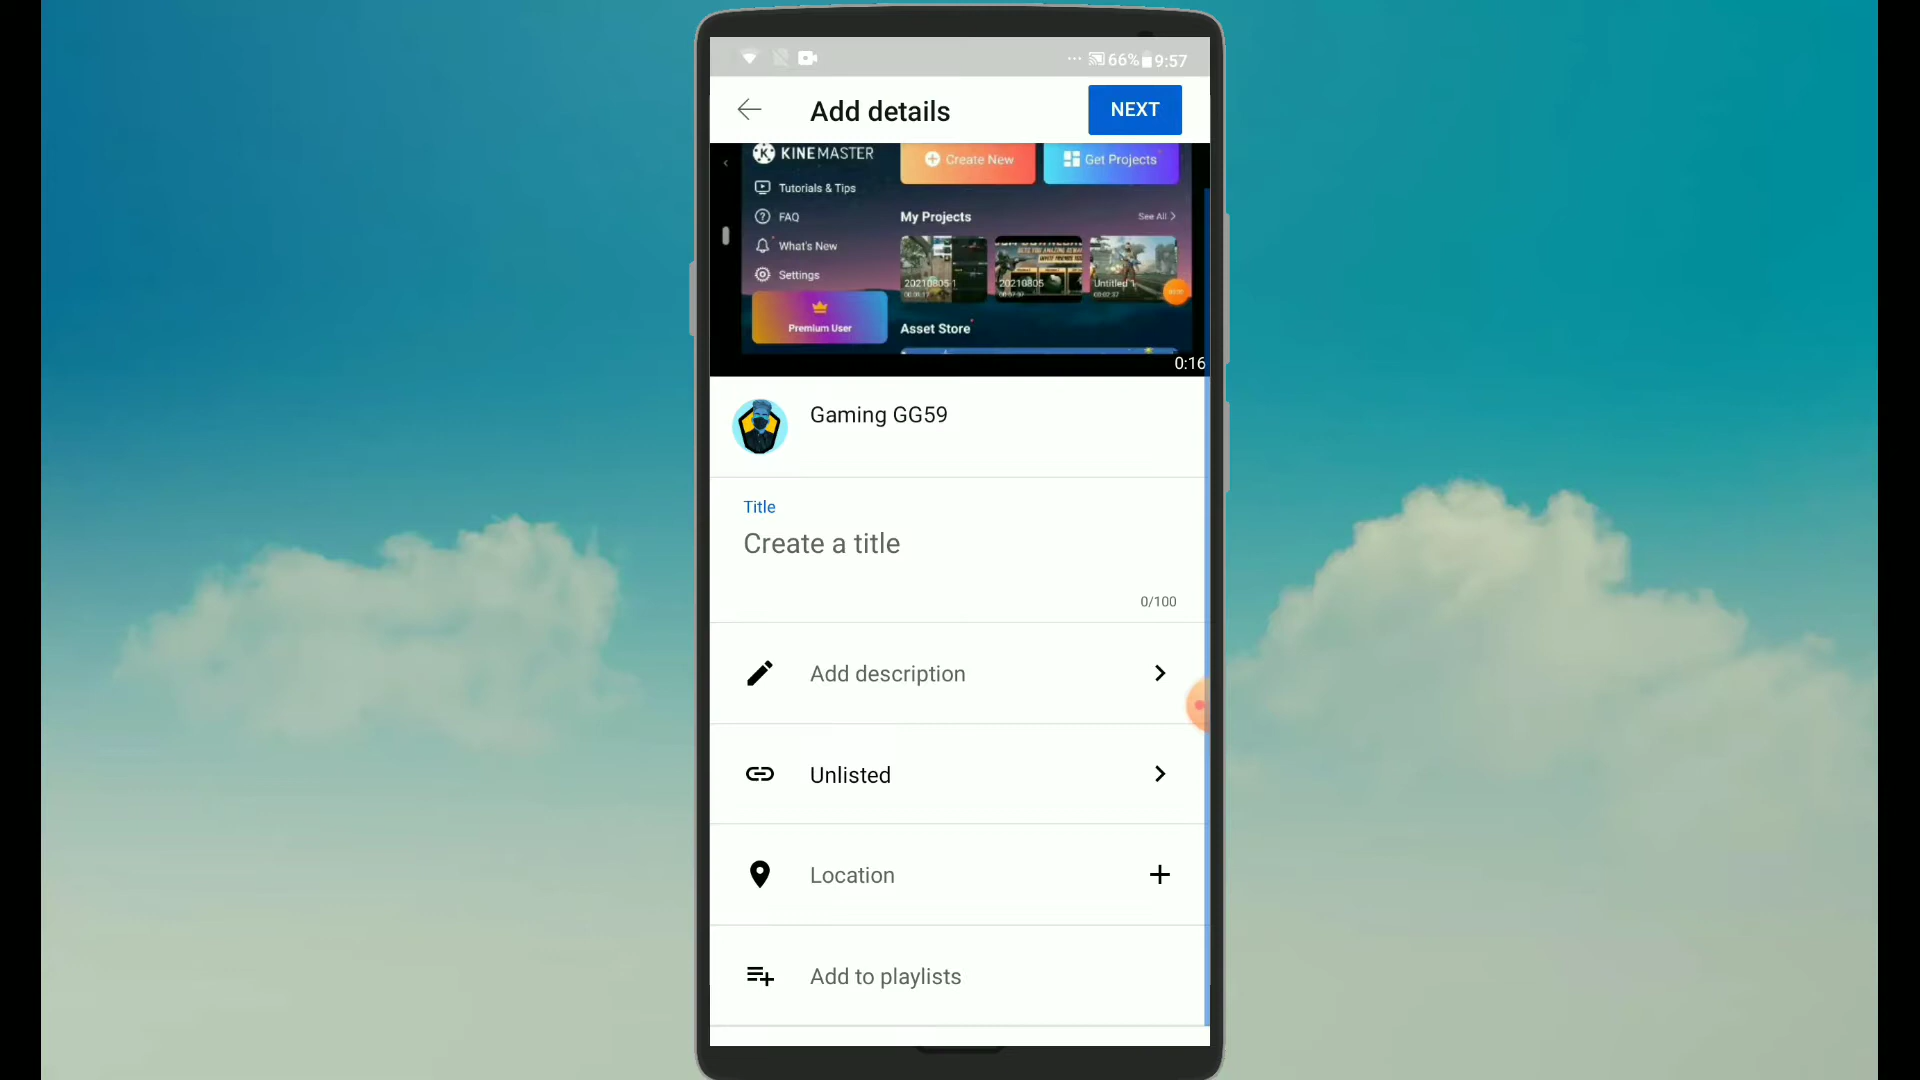 66% 9:57
Add details
NEXT
KINEMASTER
Create New
Get Projects
Tutorials & Tips
FAQ
My Projects
See All
What's New
Settings
20210805 1
20210805
Untitled 1
Premium User
Asset Store
0:16
Gaming GG59
Title
Create a title
0/100
Add description
Unlisted
Location
Add to playlists